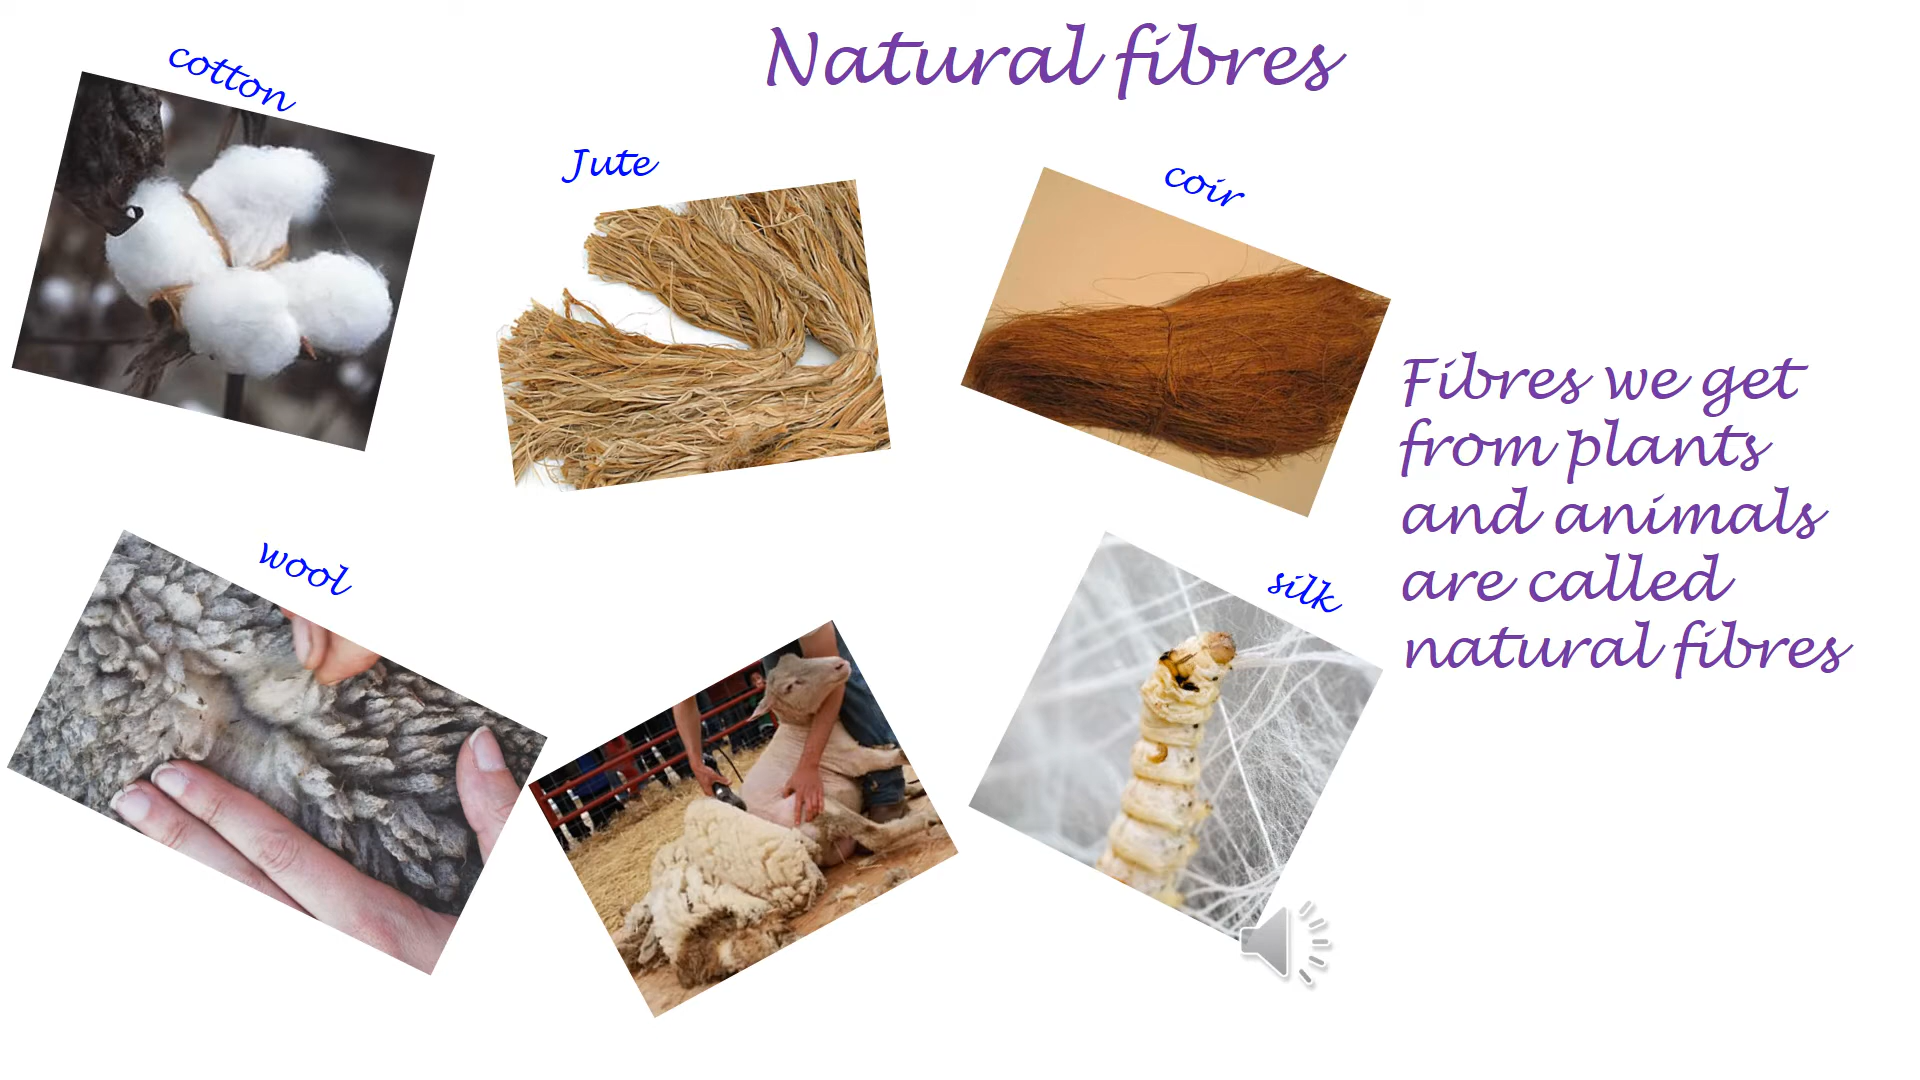 Natural fibres
cotton
Jute
coir
wool
silk
Fibres we get
from plants
and animals
are called
natural fibres